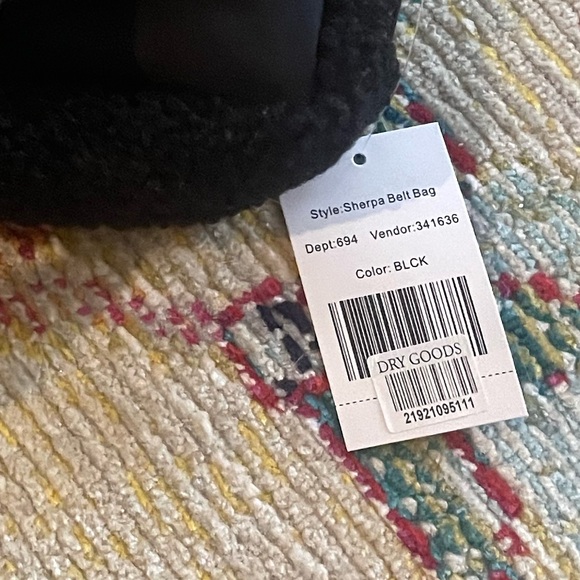 Style:Sherpa Belt Bag
Dept:694 Vendor:341636
Color: BLCK
DRY GOODS
21921095111